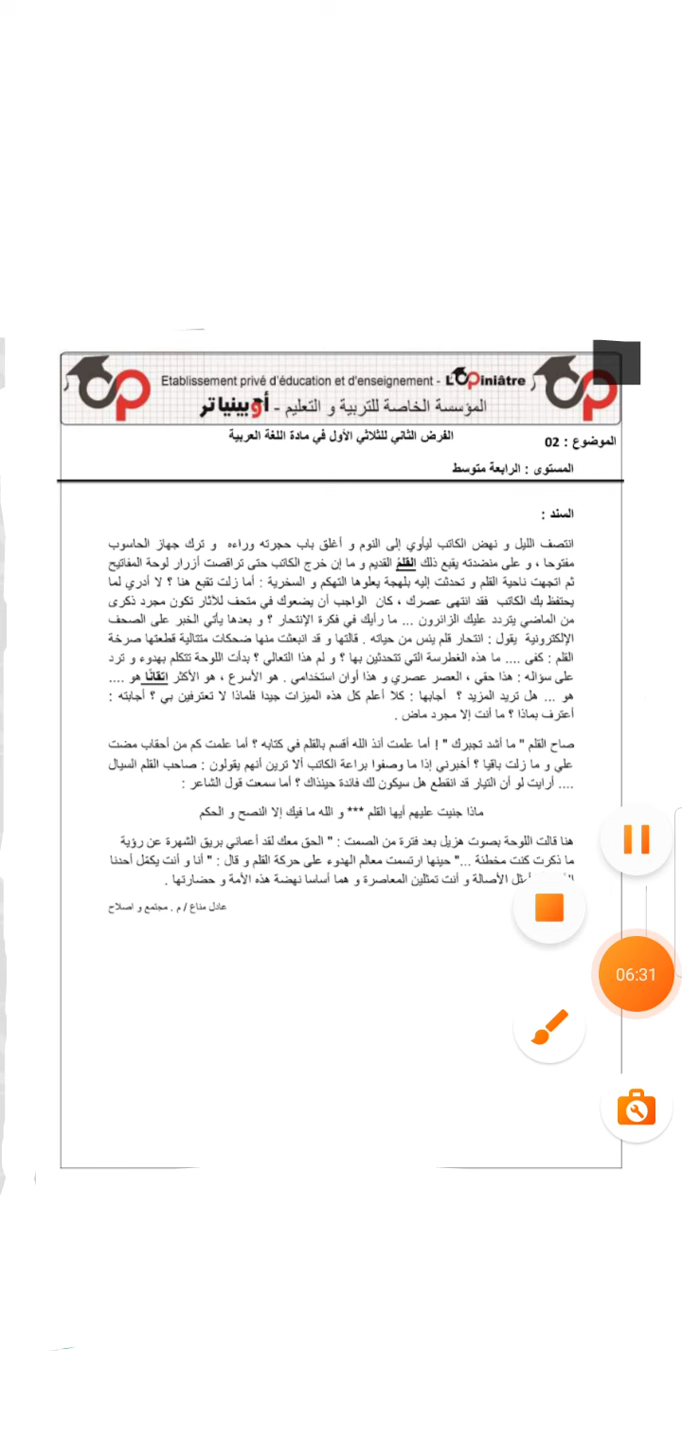 Etablissement privé d'éducation et d'enseignement - L'Opiniâtre
المؤسسة الخاصة للتربية و التعليم - أوبينياتر
الفرض الثاني للثلاثي الأول في مادة اللغة العربية
الموضوع : 02
المستوى : الرابعة متوسط
السند :
انتصف الليل و نهض الكاتب ليأوي إلى النوم و أغلق باب حجرته وراءه و ترك جهاز الحاسوب
مفتوحا ، و على منضدته يقبع ذلك القلمُ القديم و ما إن خرج الكاتب حتى تراقصت أزرار لوحة المفاتيح
ثم اتجهت ناحية القلم و تحدثت إليه بلهجة يعلوها التهكم و السخرية : أما زلت تقبع هنا ؟ لا أدري لما
يحتفظ بك الكاتب فقد انتهى عصرك ، كان الواجب أن يضعوك في متحف للآثار تكون مجرد ذكرى
من الماضي يتردد عليك الزائرون ... ما رأيك في فكرة الإنتحار ؟ و بعدها يأتي الخبر على الصحف
الإلكترونية يقول : انتحار قلم يئس من حياته . قالتها و قد انبعثت منها ضحكات متتالية قطعتها صرخة
القلم : كفى .... ما هذه الغطرسة التي تتحدثين بها ؟ و لم هذا التعالي ؟ بدأت اللوحة تتكلم بهدوء و ترد
على سؤاله : هذا حقي ، العصر عصري و هذا أوان استخدامي . هو الأسرع ، هو الأكثر إتقانًا هو ....
هو ... هل تريد المزيد ؟ أجابها : كلا أعلم كل هذه الميزات جيدا فلماذا لا تعترفين بي ؟ أجابته :
أعترف بماذا ؟ ما أنت إلا مجرد ماض .
صاح القلم " ما أشد تجبرك " ! أما علمت أنذ الله أقسم بالقلم في كتابه ؟ أما علمت كم من أحقاب مضت
علي و ما زلت باقيا ؟ أخبرني إذا ما وصفوا براعة الكاتب ألا ترين أنهم يقولون : صاحب القلم السيال
.... أرايت لو أن التيار قد انقطع هل سيكون لك فائدة حينذاك ؟ أما سمعت قول الشاعر :
ماذا جنيت عليهم أيها القلم *** و الله ما فيك إلا النصح و الحكم
هنا قالت اللوحة بصوت هزيل بعد فترة من الصمت : " الحق معك لقد أعماني بريق الشهرة عن رؤية
ما ذكرت كنت مخطئة ..." حينها ارتسمت معالم الهدوء على حركة القلم و قال : " أنا و أنت يكمّل أحدنا
الأصالة و أنت تمثلين المعاصرة و هما أساسا نهضة هذه الأمة و حضارتها .
عادل مناع / م . مجتمع و اصلاح
06:31